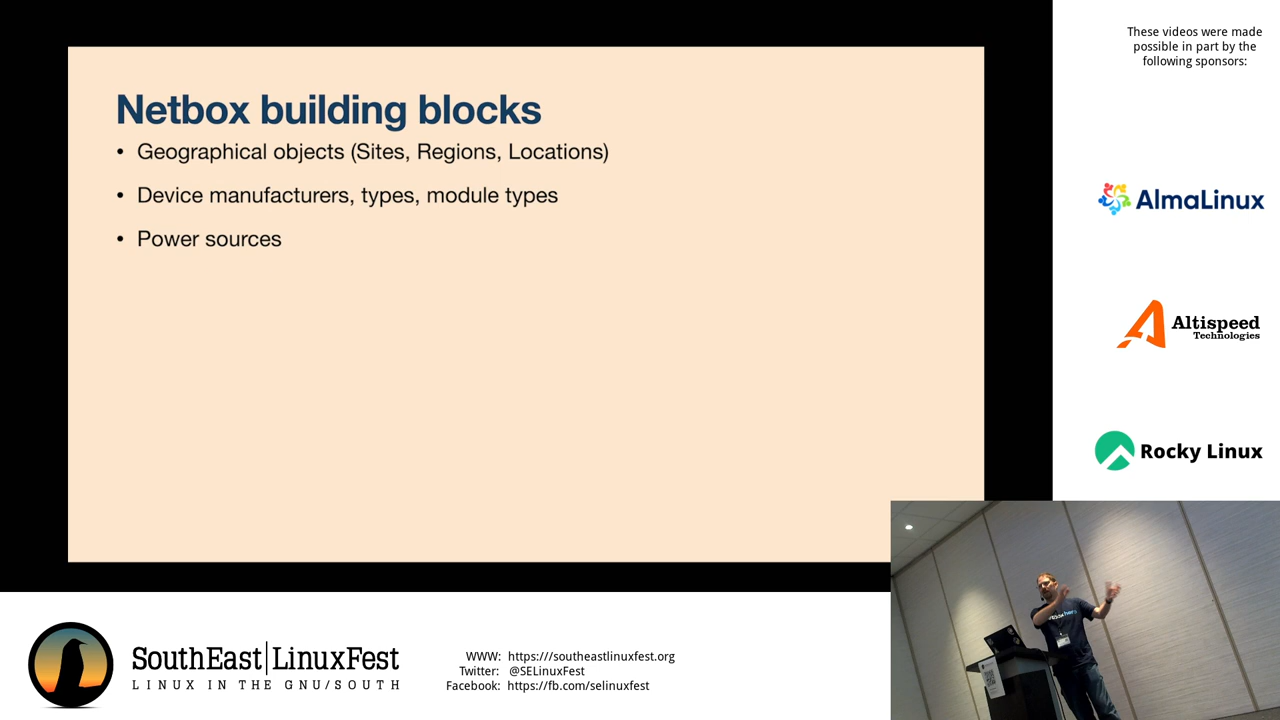 These videos were made
possible in part by the
following sponsors:
Netbox building blocks
• Geographical objects (Sites, Regions, Locations)
• Device manufacturers, types, module types
• Power sources
AlmaLinux
Altispeed
Technologies
Rocky Linux
SouthEast|LinuxFest
LINUX IN THE GNU/SOUTH
WWW: https:///southeastlinuxfest.org
Twitter: @SELinuxFest
Facebook: https://fb.com/selinuxfest